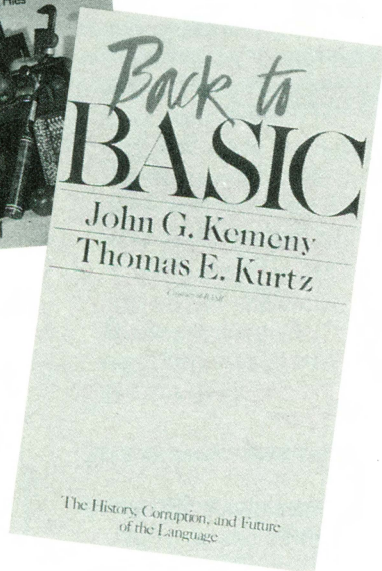 Back to
BASIC
John G. Kemeny
Thomas E. Kurtz
The History, Corruption, and Future
of the Language